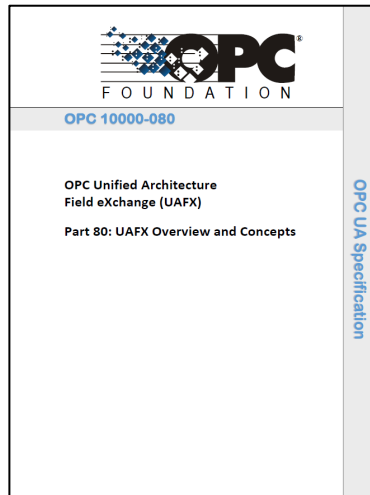 OPC®
FOUNDATION
OPC 10000-080
OPC Unified Architecture
Field eXchange (UAFX)
Part 80: UAFX Overview and Concepts
OPC UA Specification